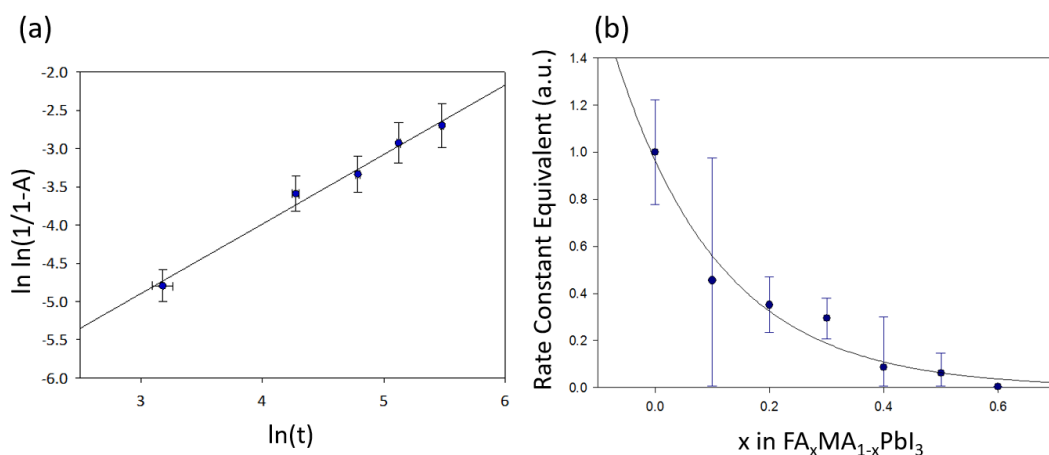 (a)
-2.0
-2.5
-3.0
-3.5
-4.0
-4.5
-5.0
-5.5
-6.0
ln ln(1/1-A)
3 4 5 6
ln(t)
(b)
1.4
1.2
1.0
0.8
0.6
0.4
0.2
0.0
Rate Constant Equivalent (a.u.)
0.0 0.2 0.4 0.6
x in FAₓMA₁₋ₓPbI₃